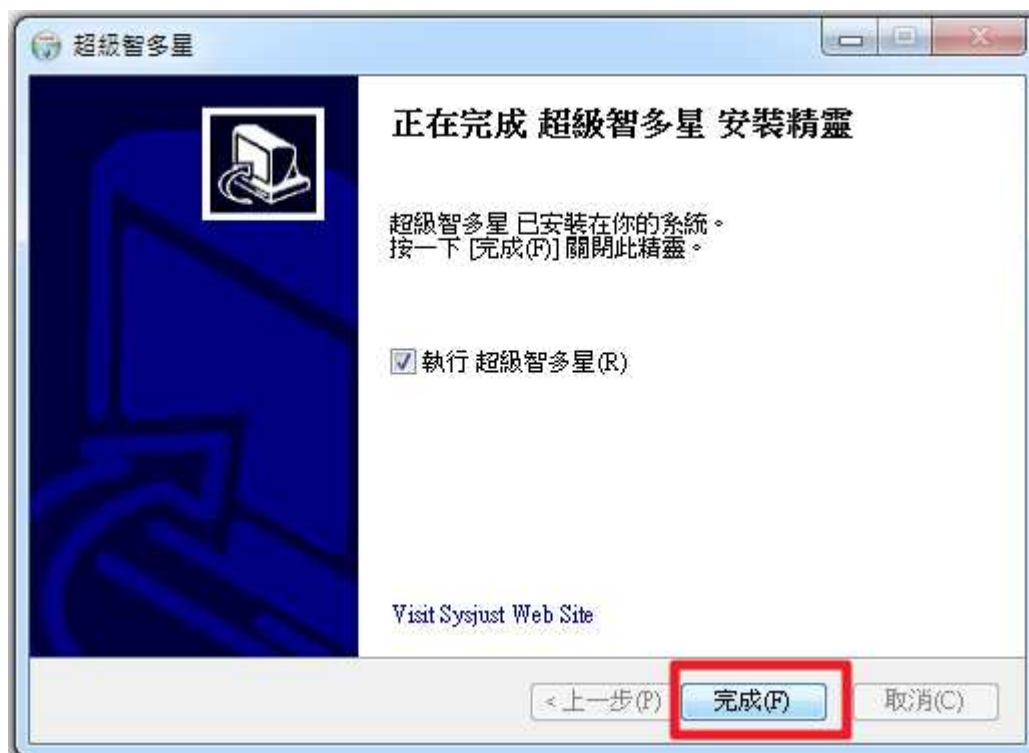 超級智多星
正在完成 超級智多星 安裝精靈
超級智多星 已安裝在你的系統。
按一下 [完成(F)] 關閉此精靈。
執行 超級智多星(R)
Visit Sysjust Web Site
< 上一步(P)
完成(F)
取消(C)